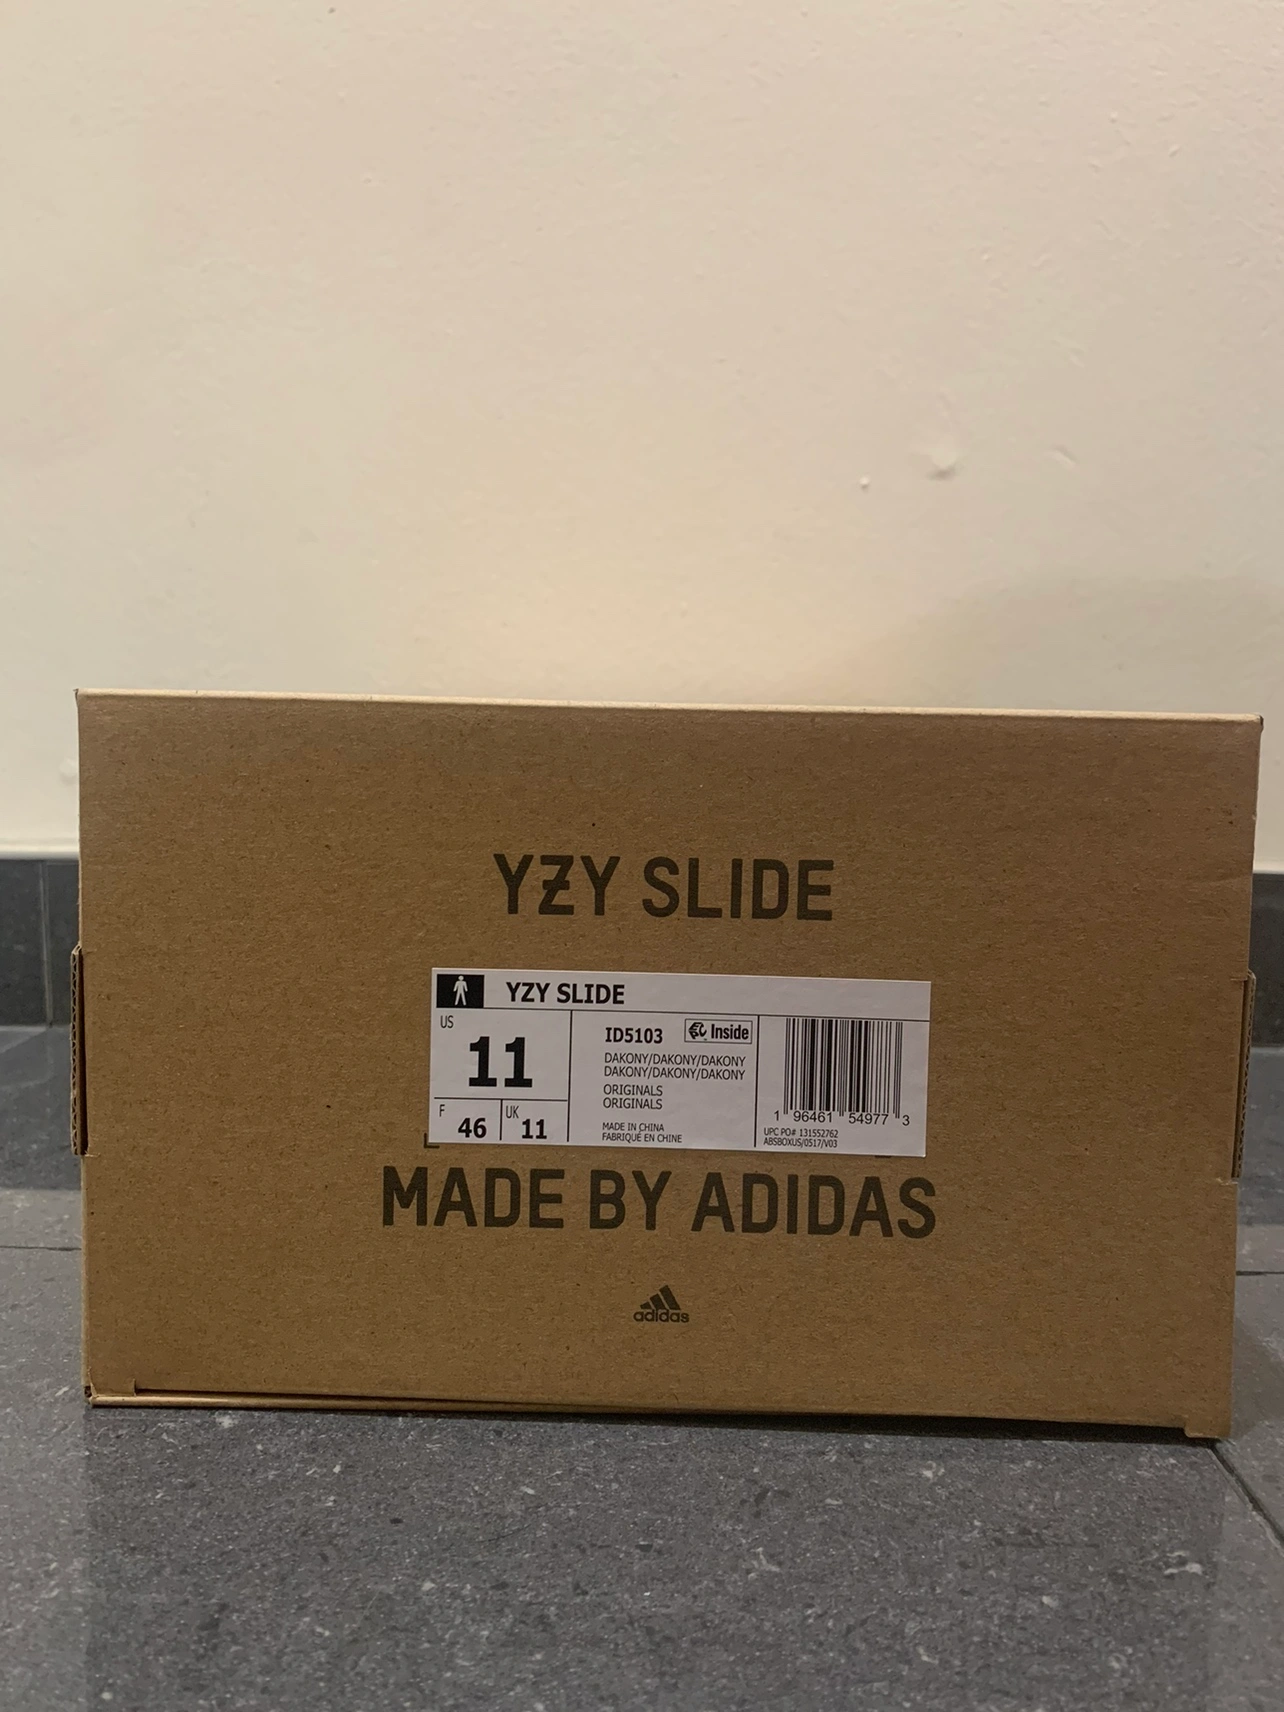 YZY SLIDE
YZY SLIDE
US
11
F
46
UK
11
ID5103
Inside
DAKONY/DAKONY/DAKONY
DAKONY/DAKONY/DAKONY
ORIGINALS
ORIGINALS
MADE IN CHINA
FABRIQUÉ EN CHINE
1 96461 54977 3
UPC PO# 131552762
ABSBOXUS/0517/V03
MADE BY ADIDAS
adidas